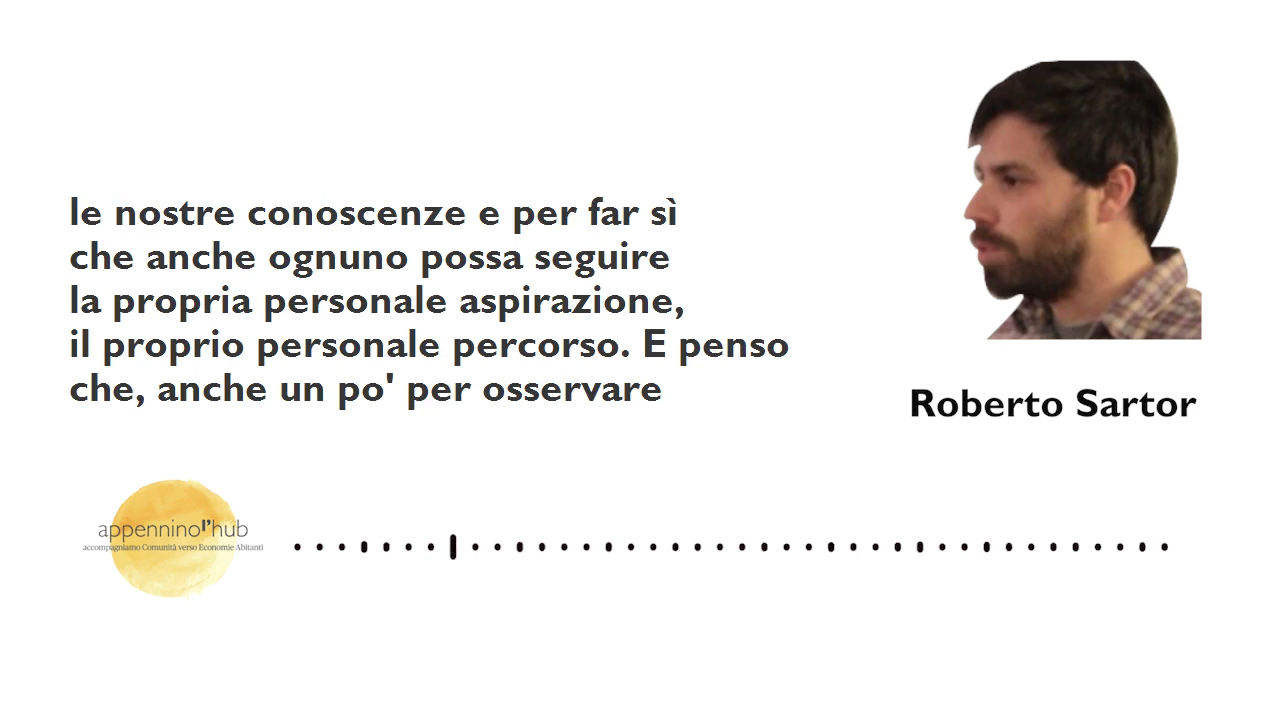 le nostre conoscenze e per far sì
che anche ognuno possa seguire
la propria personale aspirazione,
il proprio personale percorso. E penso
che, anche un po' per osservare
Roberto Sartor
appenninol'hub
accompagniamo Comunità verso Economie Abitanti